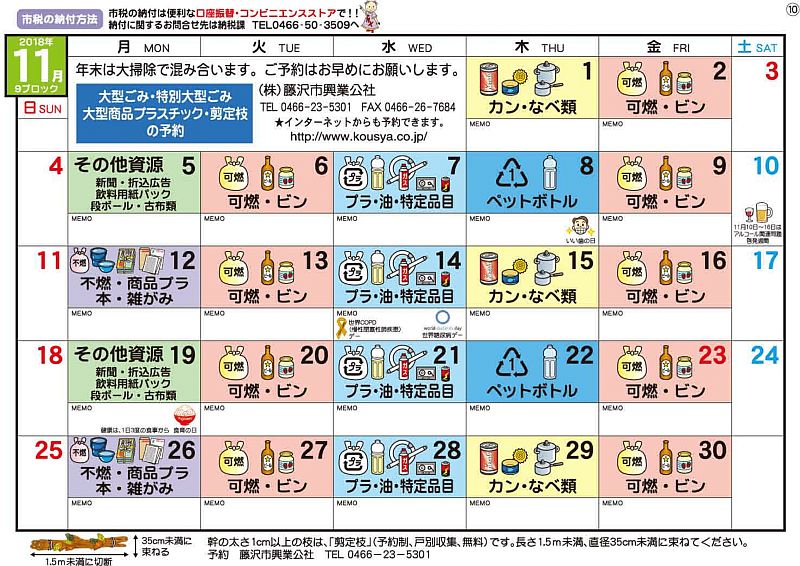 ⑩
市税の納付方法
市税の納付は便利な口座振替・コンビニエンスストアで!!
納付に関するお問合せ先は納税課 TEL0466-50-3509へ
2018年
11月
9ブロック
日 SUN
月 MON
火 TUE
水 WED
木 THU
金 FRI
土 SAT
年末は大掃除で混み合います。ご予約はお早めにお願いします。
大型ごみ・特別大型ごみ
大型商品プラスチック・剪定枝
の予約
(株)藤沢市興業公社
TEL 0466-23-5301 FAX 0466-26-7684
★インターネットからも予約できます。
http://www.kousya.co.jp/
1
カン・なべ類
MEMO
可燃
2
可燃・ビン
MEMO
3
4
その他資源 5
新聞・折込広告
飲料用紙パック
段ボール・古布類
MEMO
可燃
6
可燃・ビン
MEMO
プラ
7
プラ・油・特定品目
MEMO
1
8
ペットボトル
MEMO
いい歯の日
可燃
9
可燃・ビン
MEMO
10
11月10日~16日は
アルコール関連問題
啓発週間
11
不燃
12
不燃・商品プラ
本・雑がみ
MEMO
可燃
13
可燃・ビン
MEMO
プラ
14
プラ・油・特定品目
MEMO
世界COPD
(慢性閉塞性肺疾患)
デー
world diabetes day
世界糖尿病デー
15
カン・なべ類
MEMO
可燃
16
可燃・ビン
MEMO
17
18
その他資源 19
新聞・折込広告
飲料用紙パック
段ボール・古布類
MEMO
健康は、1日3度の食事から 食育の日
可燃
20
可燃・ビン
MEMO
プラ
21
プラ・油・特定品目
MEMO
1
22
ペットボトル
MEMO
可燃
23
可燃・ビン
MEMO
24
25
不燃
26
不燃・商品プラ
本・雑がみ
MEMO
可燃
27
可燃・ビン
MEMO
プラ
28
プラ・油・特定品目
MEMO
29
カン・なべ類
MEMO
可燃
30
可燃・ビン
MEMO
35cm未満に
束ねる
1.5m未満に切断
幹の太さ1cm以上の枝は、「剪定枝」(予約制、戸別収集、無料)です。長さ1.5m未満、直径35cm未満に束ねてください。
予約 藤沢市興業公社 TEL 0466-23-5301